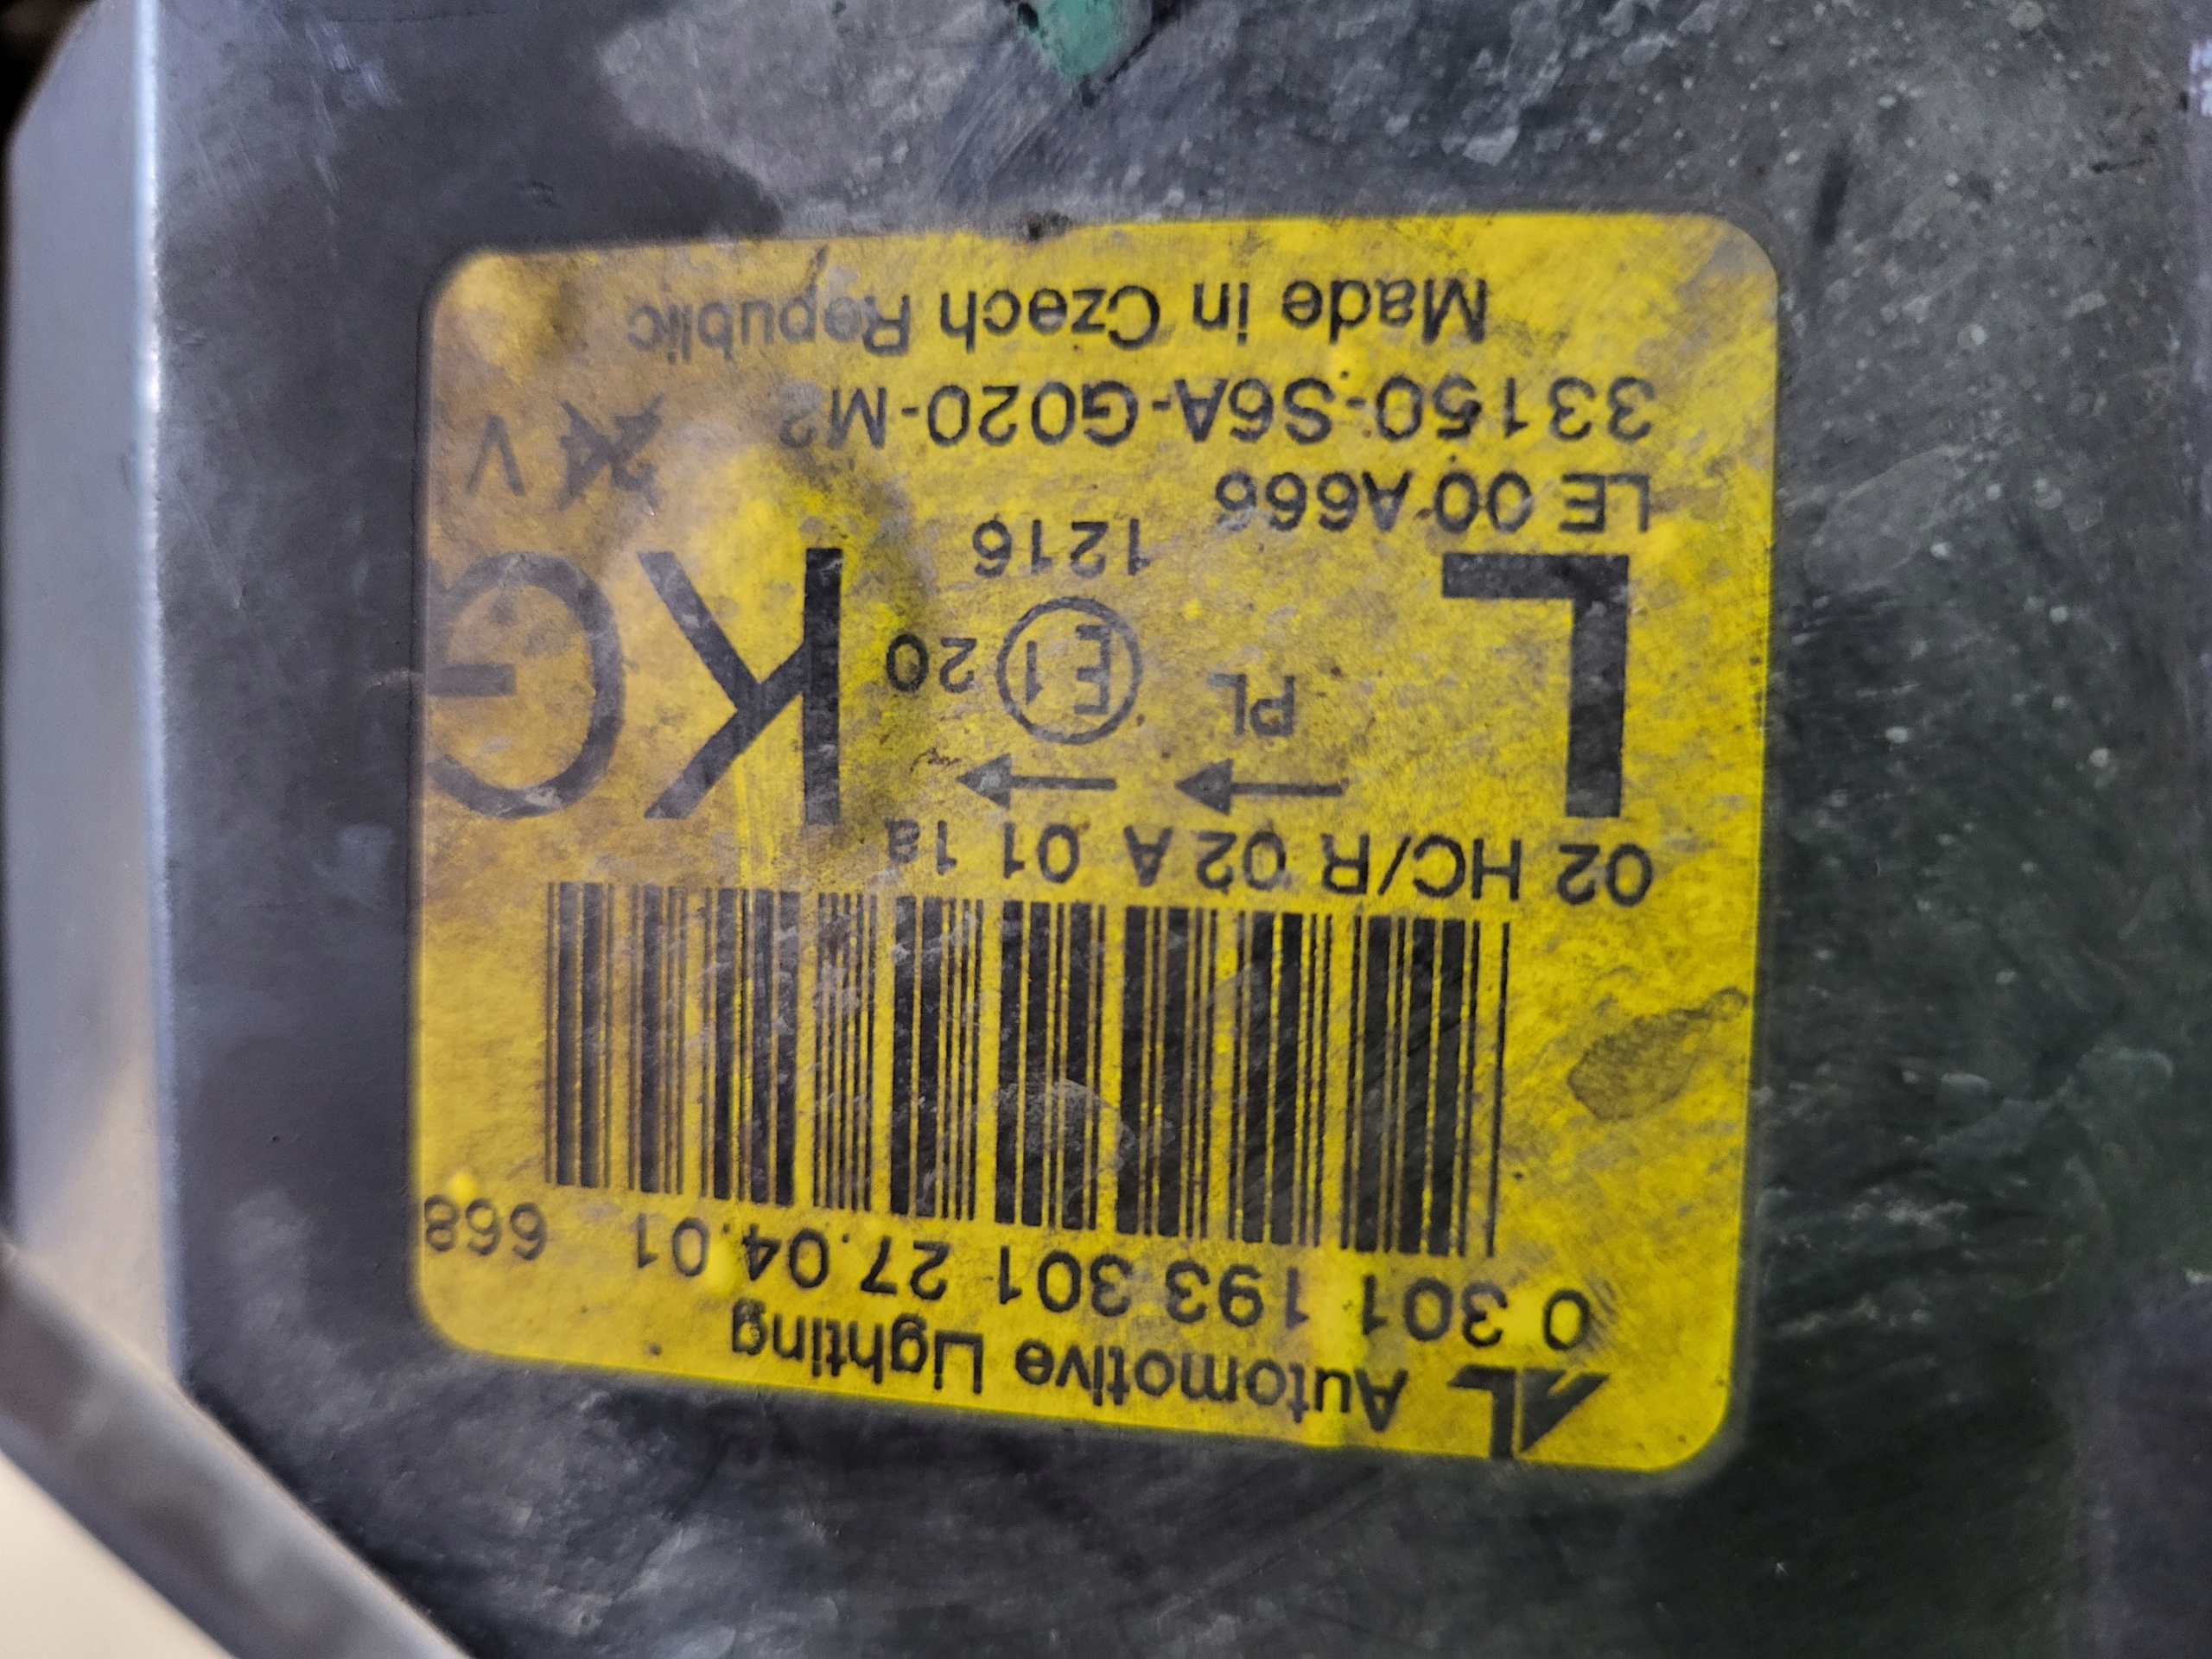 AL Automotive Lighting
0 301 193 301 27.04.01 668
02 HC/R 02 A 01 1a
L PL E1 20 KG
1216
LE 00 A666
33150-S6A-G020-M2 24 V
Made in Czech Republic